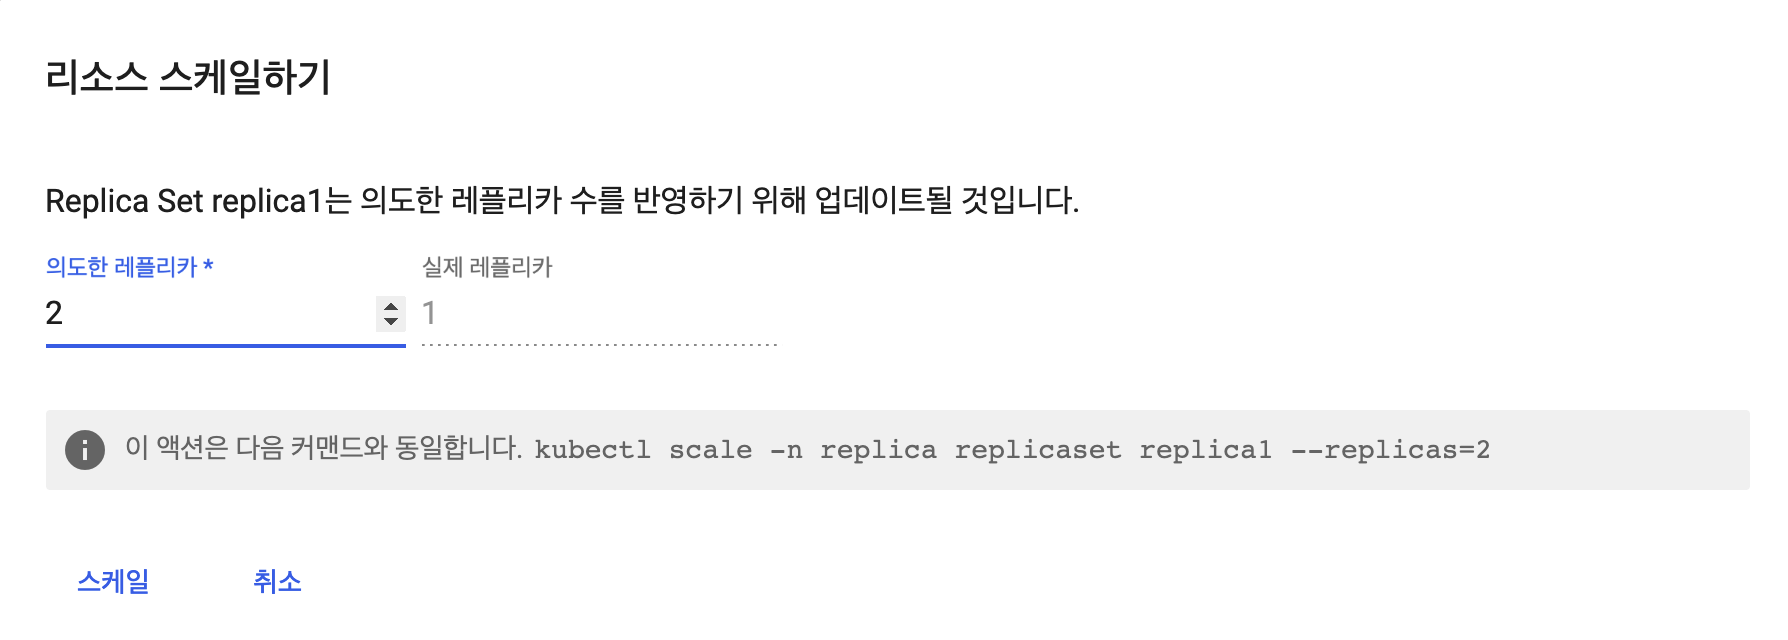 리소스 스케일하기
Replica Set replica1는 의도한 레플리카 수를 반영하기 위해 업데이트될 것입니다.
의도한 레플리카 * 실제 레플리카
2 1
이 액션은 다음 커맨드와 동일합니다. kubectl scale -n replica replicaset replica1 --replicas=2
스케일 취소